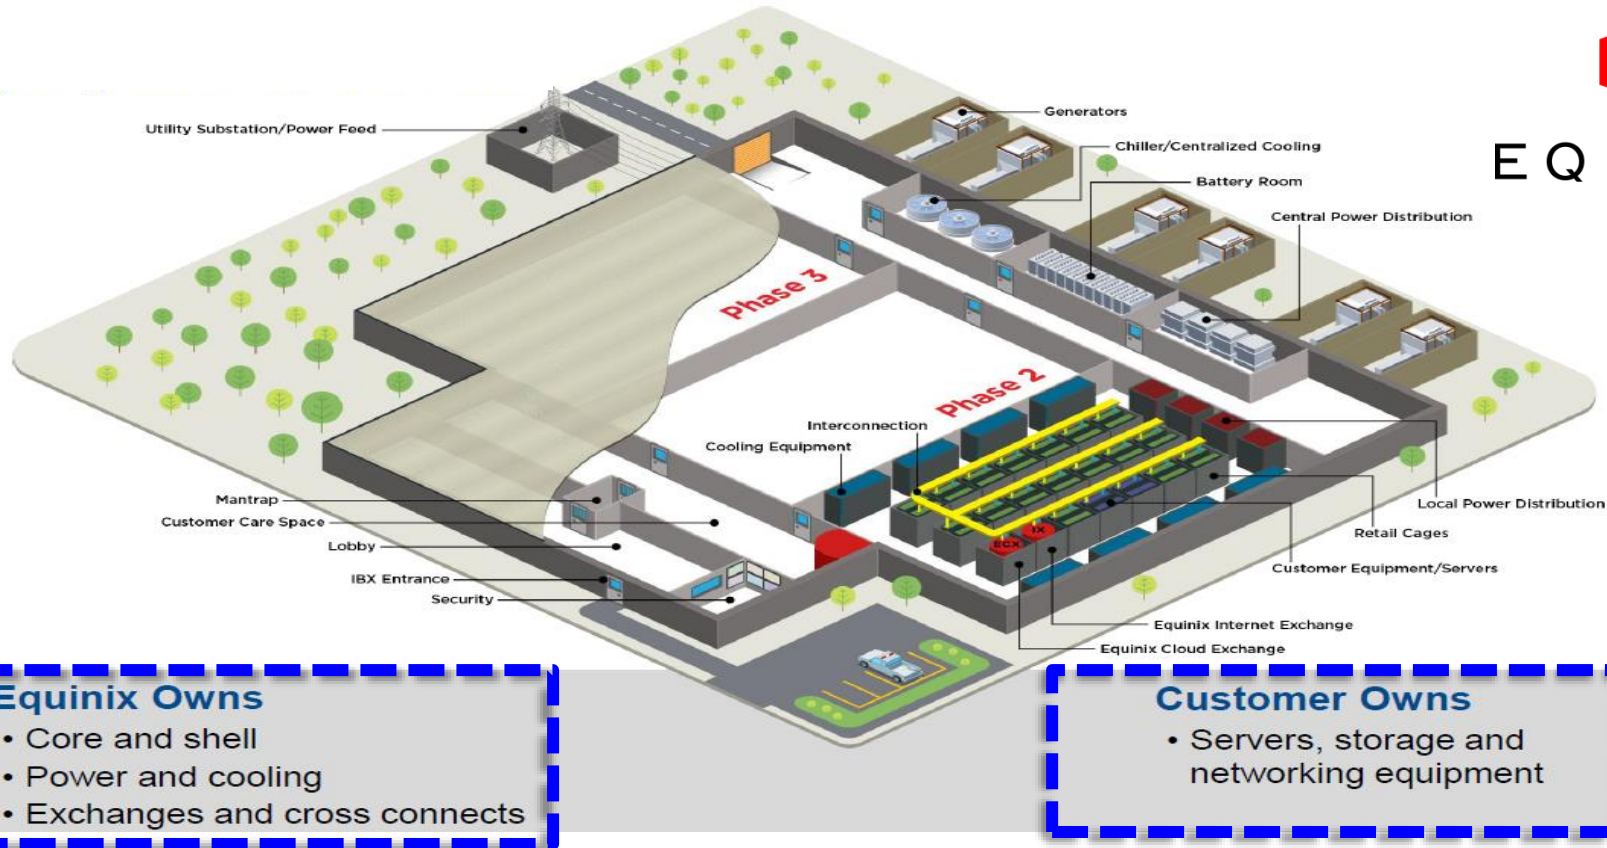 Generators
Utility Substation/Power Feed
Chiller/Centralized Cooling
E Q
Battery Room
Central Power Distribution
Phase 3
Phase 2
Interconnection
Cooling Equipment
Mantrap
Local Power Distribution
Customer Care Space
Retail Cages
IX
ECX
Lobby
Customer Equipment/Servers
IBX Entrance
Security
Equinix Internet Exchange
Equinix Cloud Exchange
Equinix Owns
• Core and shell
• Power and cooling
• Exchanges and cross connects
Customer Owns
• Servers, storage and
networking equipment